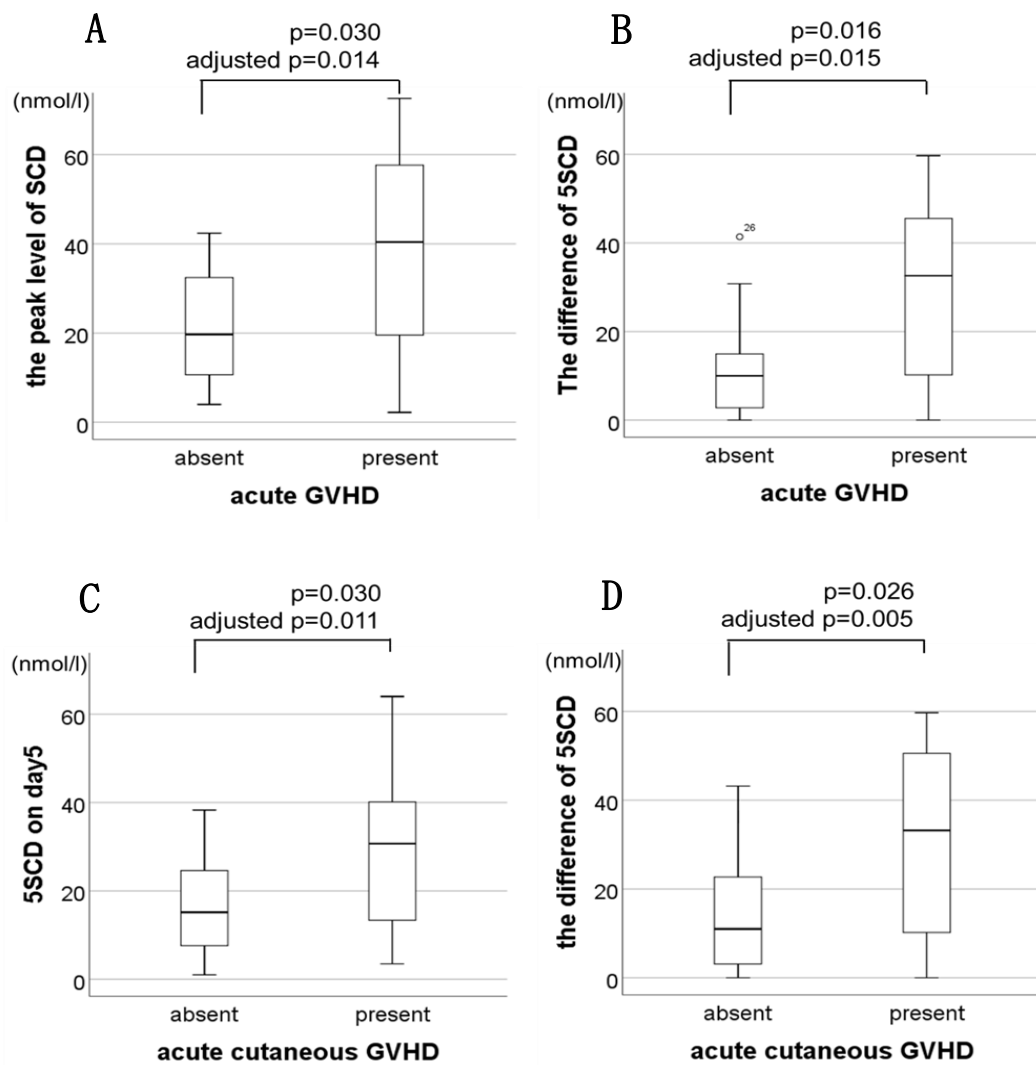 A
p=0.030
adjusted p=0.014
(nmol/l)
the peak level of SCD
60
40
20
0
absent present
acute GVHD
B
p=0.016
adjusted p=0.015
(nmol/l)
The difference of 5SCD
60
40
20
0
26
absent present
acute GVHD
C
p=0.030
adjusted p=0.011
(nmol/l)
5SCD on day5
60
40
20
0
absent present
acute cutaneous GVHD
D
p=0.026
adjusted p=0.005
(nmol/l)
the difference of 5SCD
60
40
20
0
absent present
acute cutaneous GVHD